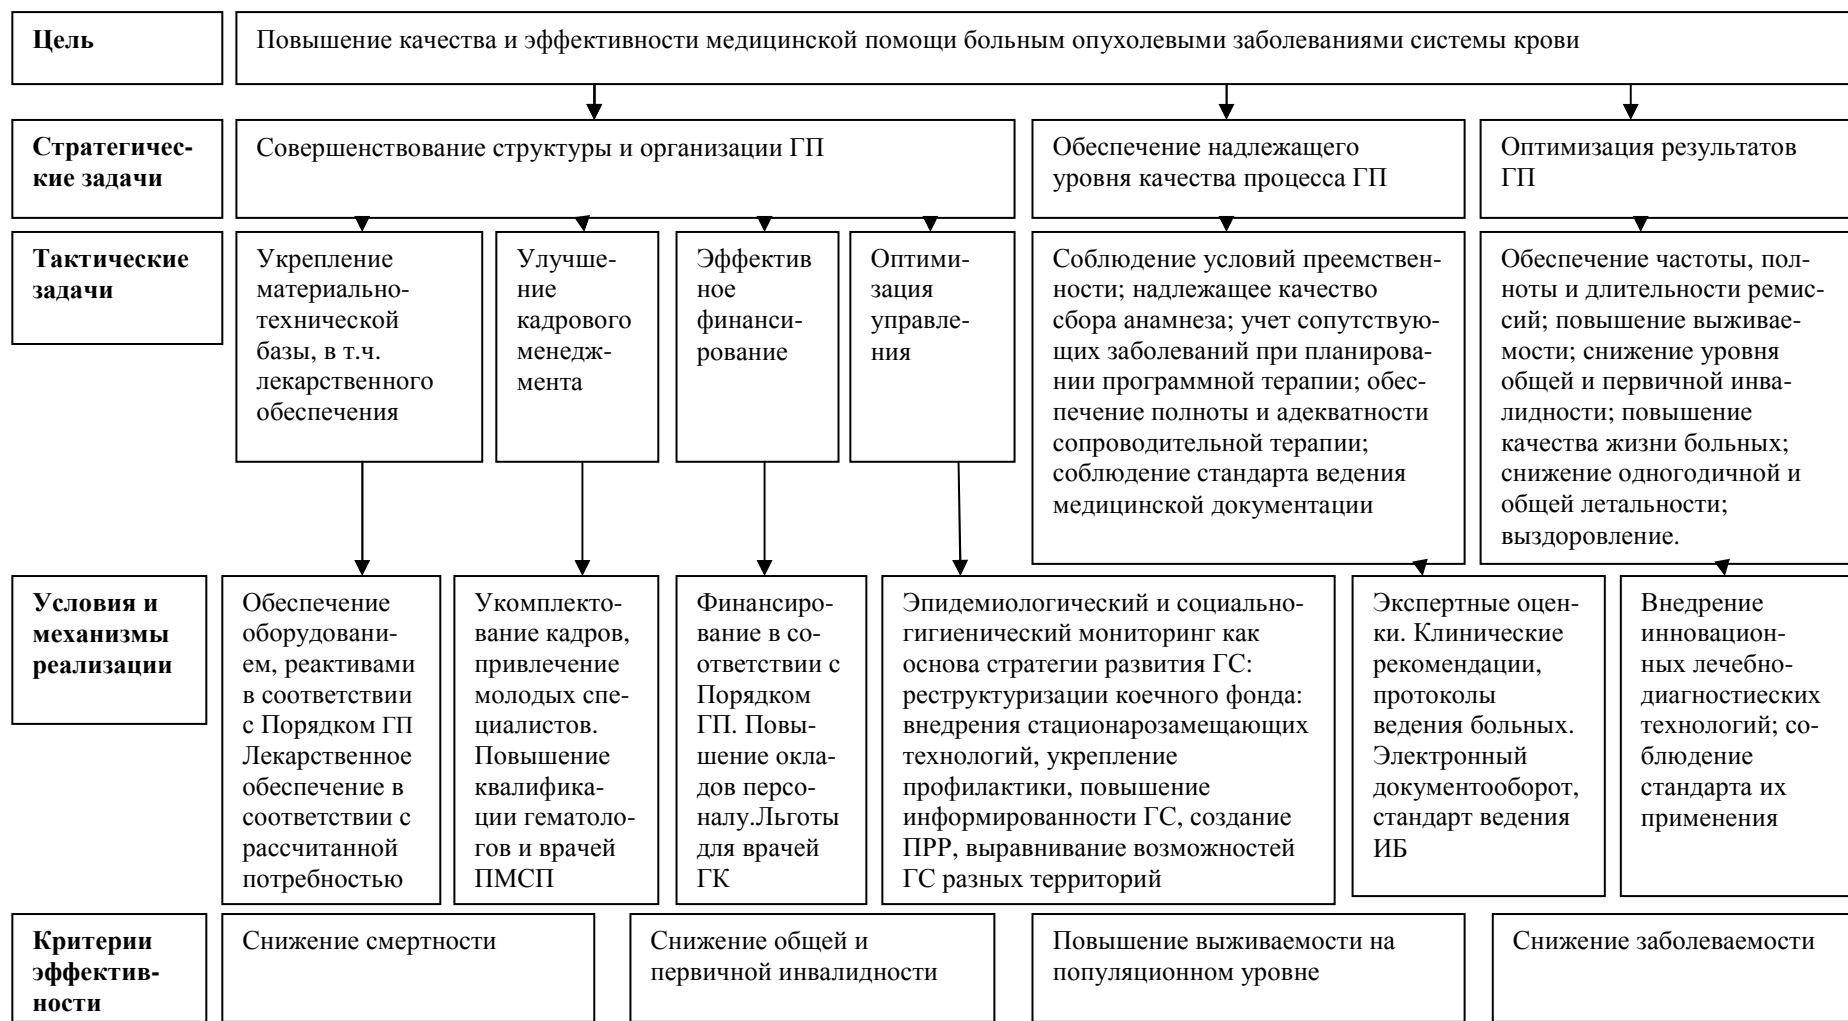 Цель
Повышение качества и эффективности медицинской помощи больным опухолевыми заболеваниями системы крови
Стратегичес-
кие задачи
Совершенствование структуры и организации ГП
Обеспечение надлежащего
уровня качества процесса ГП
Оптимизация результатов
ГП
Тактические
задачи
Укрепление
материально-
технической
базы, в т.ч.
лекарственного
обеспечения
Улучше-
ние
кадрового
менедж-
мента
Эффектив
ное
финанси-
рование
Оптими-
зация
управле-
ния
Соблюдение условий преемствен-
ности; надлежащее качество
сбора анамнеза; учет сопутствую-
щих заболеваний при планирова-
нии программной терапии; обес-
печение полноты и адекватности
сопроводительной терапии;
соблюдение стандарта ведения
медицинской документации
Обеспечение частоты, пол-
ноты и длительности ремис-
сий; повышение выживае-
мости; снижение уровня
общей и первичной инва-
лидности; повышение
качества жизни больных;
снижение одногодичной и
общей летальности;
выздоровление.
Условия и
механизмы
реализации
Обеспечение
оборудовани-
ем, реактивами
в соответствии
с Порядком ГП
Лекарственное
обеспечение в
соответствии с
рассчитанной
потребностью
Укомплекто-
вание кадров,
привлечение
молодых спе-
циалистов.
Повышение
квалифика-
ции гематоло-
гов и врачей
ПМСП
Финансиро-
вание в со-
ответствии с
Порядком
ГП. Повы-
шение окла-
дов персо-
налу.Льготы
для врачей
ГК
Эпидемиологический и социально-
гигиенический мониторинг как
основа стратегии развития ГС:
реструктуризации коечного фонда:
внедрения стационарозамещающих
технологий, укрепление
профилактики, повышение
информированности ГС, создание
ПРР, выравнивание возможностей
ГС разных территорий
Экспертные оцен-
ки. Клинические
рекомендации,
протоколы
ведения больных.
Электронный
документооборот,
стандарт ведения
ИБ
Внедрение
инновацион-
ных лечебно-
диагностиеских
технологий; со-
блюдение
стандарта их
применения
Критерии
эффектив-
ности
Снижение смертности
Снижение общей и
первичной инвалидности
Повышение выживаемости на
популяционном уровне
Снижение заболеваемости